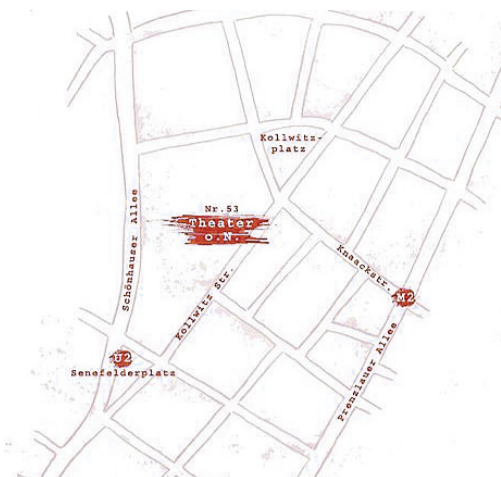 Kollwitz-
platz
Nr.53
Theater
o.N.
Schönhauser Allee
Kollwitz Str.
Knaackstr.
M2
U2
Senefelderplatz
Prenzlauer Allee